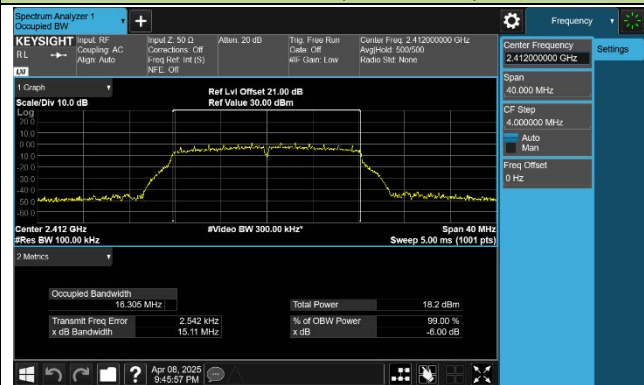 Spectrum Analyzer 1
Occupied BW
Frequency
KEYSIGHT
RL
LXI
Input: RF
Coupling: AC
Align: Auto
Input Z: 50 Ω
Corrections: Off
Freq Ref: Int (S)
NFE: Off
Atten: 20 dB
Trig: Free Run
Gate: Off
#IF Gain: Low
Center Freq: 2.412000000 GHz
Avg|Hold: 500/500
Radio Std: None
Center Frequency
2.412000000 GHz
Settings
Span
40.000 MHz
CF Step
4.000000 MHz
Auto
Man
Freq Offset
0 Hz
1 Graph
Scale/Div 10.0 dB
Ref Lvl Offset 21.00 dB
Ref Value 30.00 dBm
Log
20.0
10.0
0.00
-10.0
-20.0
-30.0
-40.0
-50.0
-60.0
Center 2.412 GHz
#Video BW 300.00 kHz*
Span 40 MHz
#Res BW 100.00 kHz
Sweep 5.00 ms (1001 pts)
2 Metrics
Occupied Bandwidth
16.305 MHz
Total Power 18.2 dBm
Transmit Freq Error 2.542 kHz
% of OBW Power 99.00 %
x dB Bandwidth 15.11 MHz
x dB -6.00 dB
Apr 08, 2025
9:45:57 PM